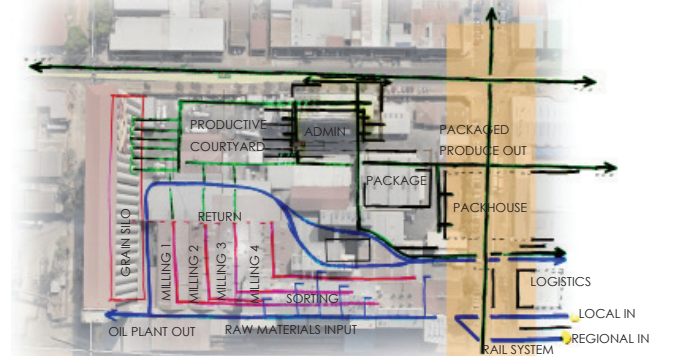 PRODUCTIVE
COURTYARD
ADMIN
PACKAGED
PRODUCE OUT
PACKAGE
PACKHOUSE
RETURN
GRAIN SILO
MILLING 1
MILLING 2
MILLING 3
MILLING 4
SORTING
LOGISTICS
LOCAL IN
OIL PLANT OUT
RAW MATERIALS INPUT
REGIONAL IN
RAIL SYSTEM